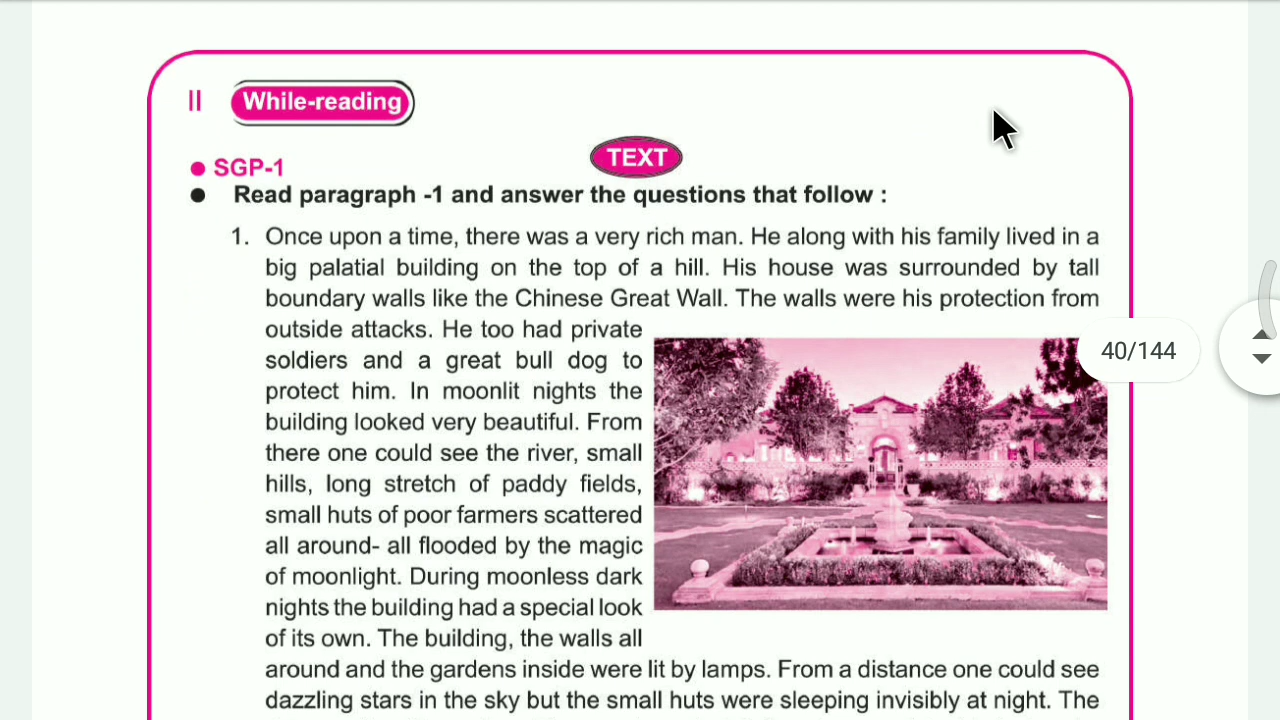 II While-reading
TEXT
● SGP-1
● Read paragraph -1 and answer the questions that follow :
1. Once upon a time, there was a very rich man. He along with his family lived in a
big palatial building on the top of a hill. His house was surrounded by tall
boundary walls like the Chinese Great Wall. The walls were his protection from
outside attacks. He too had private
soldiers and a great bull dog to
protect him. In moonlit nights the
building looked very beautiful. From
there one could see the river, small
hills, long stretch of paddy fields,
small huts of poor farmers scattered
all around- all flooded by the magic
of moonlight. During moonless dark
nights the building had a special look
of its own. The building, the walls all
around and the gardens inside were lit by lamps. From a distance one could see
dazzling stars in the sky but the small huts were sleeping invisibly at night. The
40/144